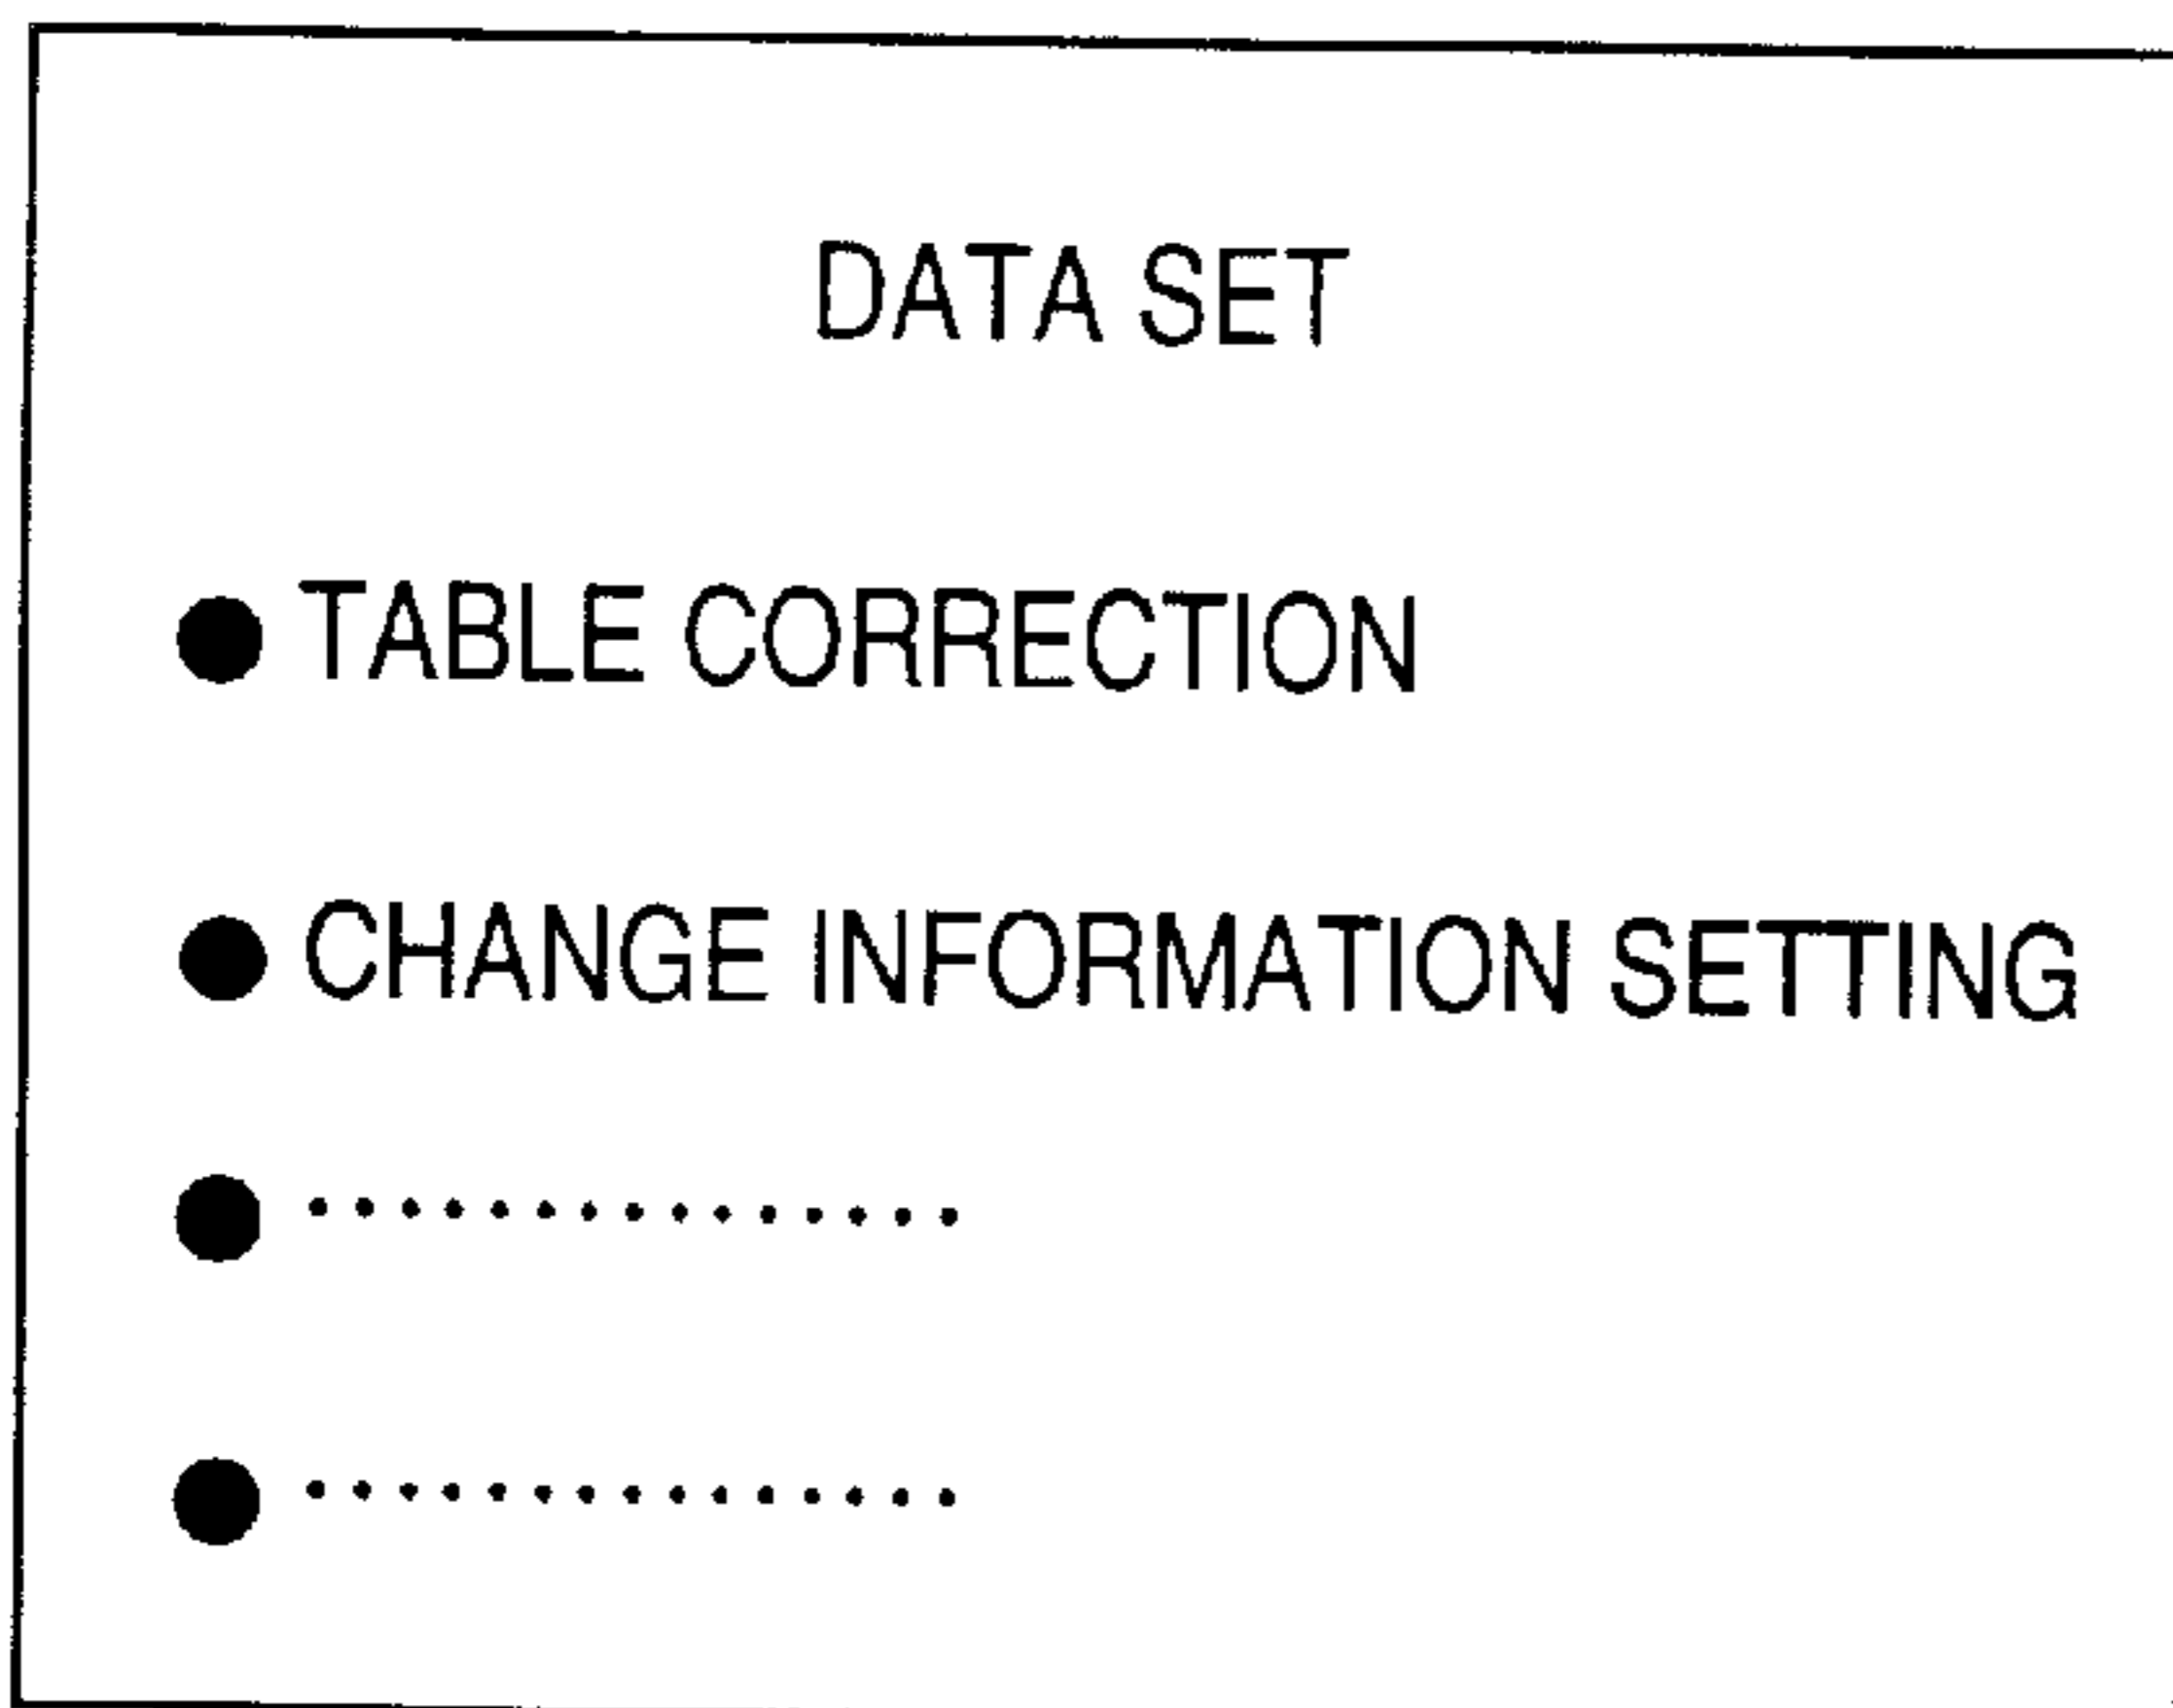 DATA SET
● TABLE CORRECTION
● CHANGE INFORMATION SETTING
● ...............
● ...............